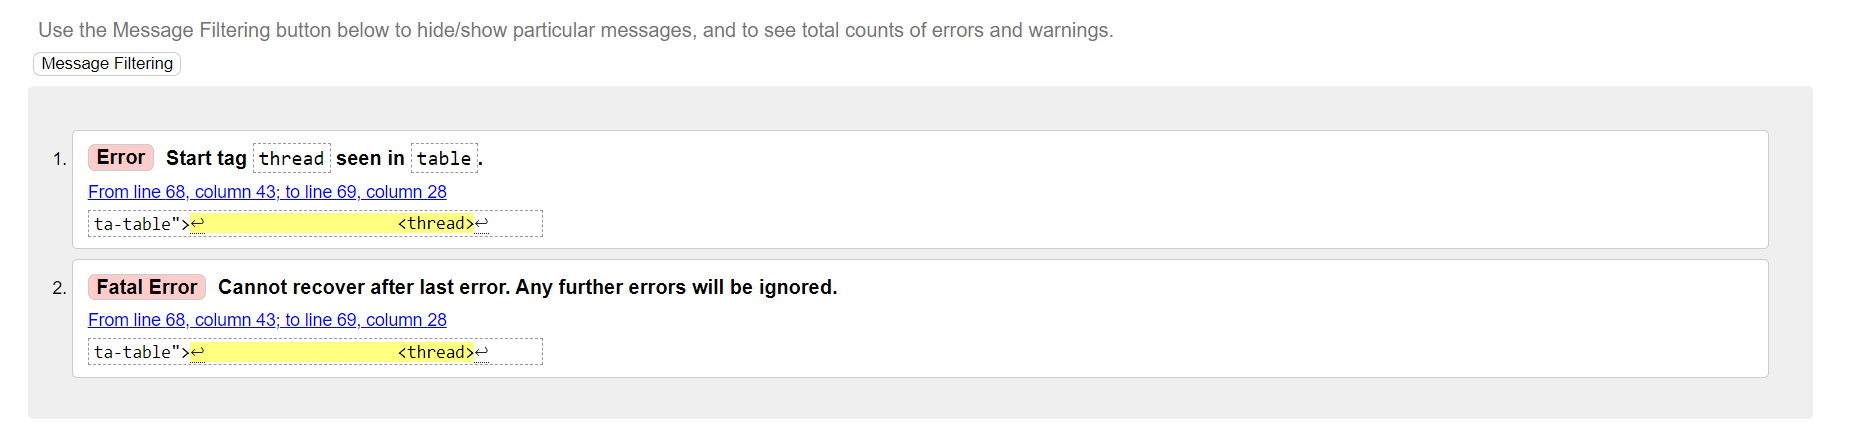 Use the Message Filtering button below to hide/show particular messages, and to see total counts of errors and warnings.
Message Filtering
1. Error Start tag thread seen in table.
From line 68, column 43; to line 69, column 28
ta-table">↩ <thread>↩
2. Fatal Error Cannot recover after last error. Any further errors will be ignored.
From line 68, column 43; to line 69, column 28
ta-table">↩ <thread>↩